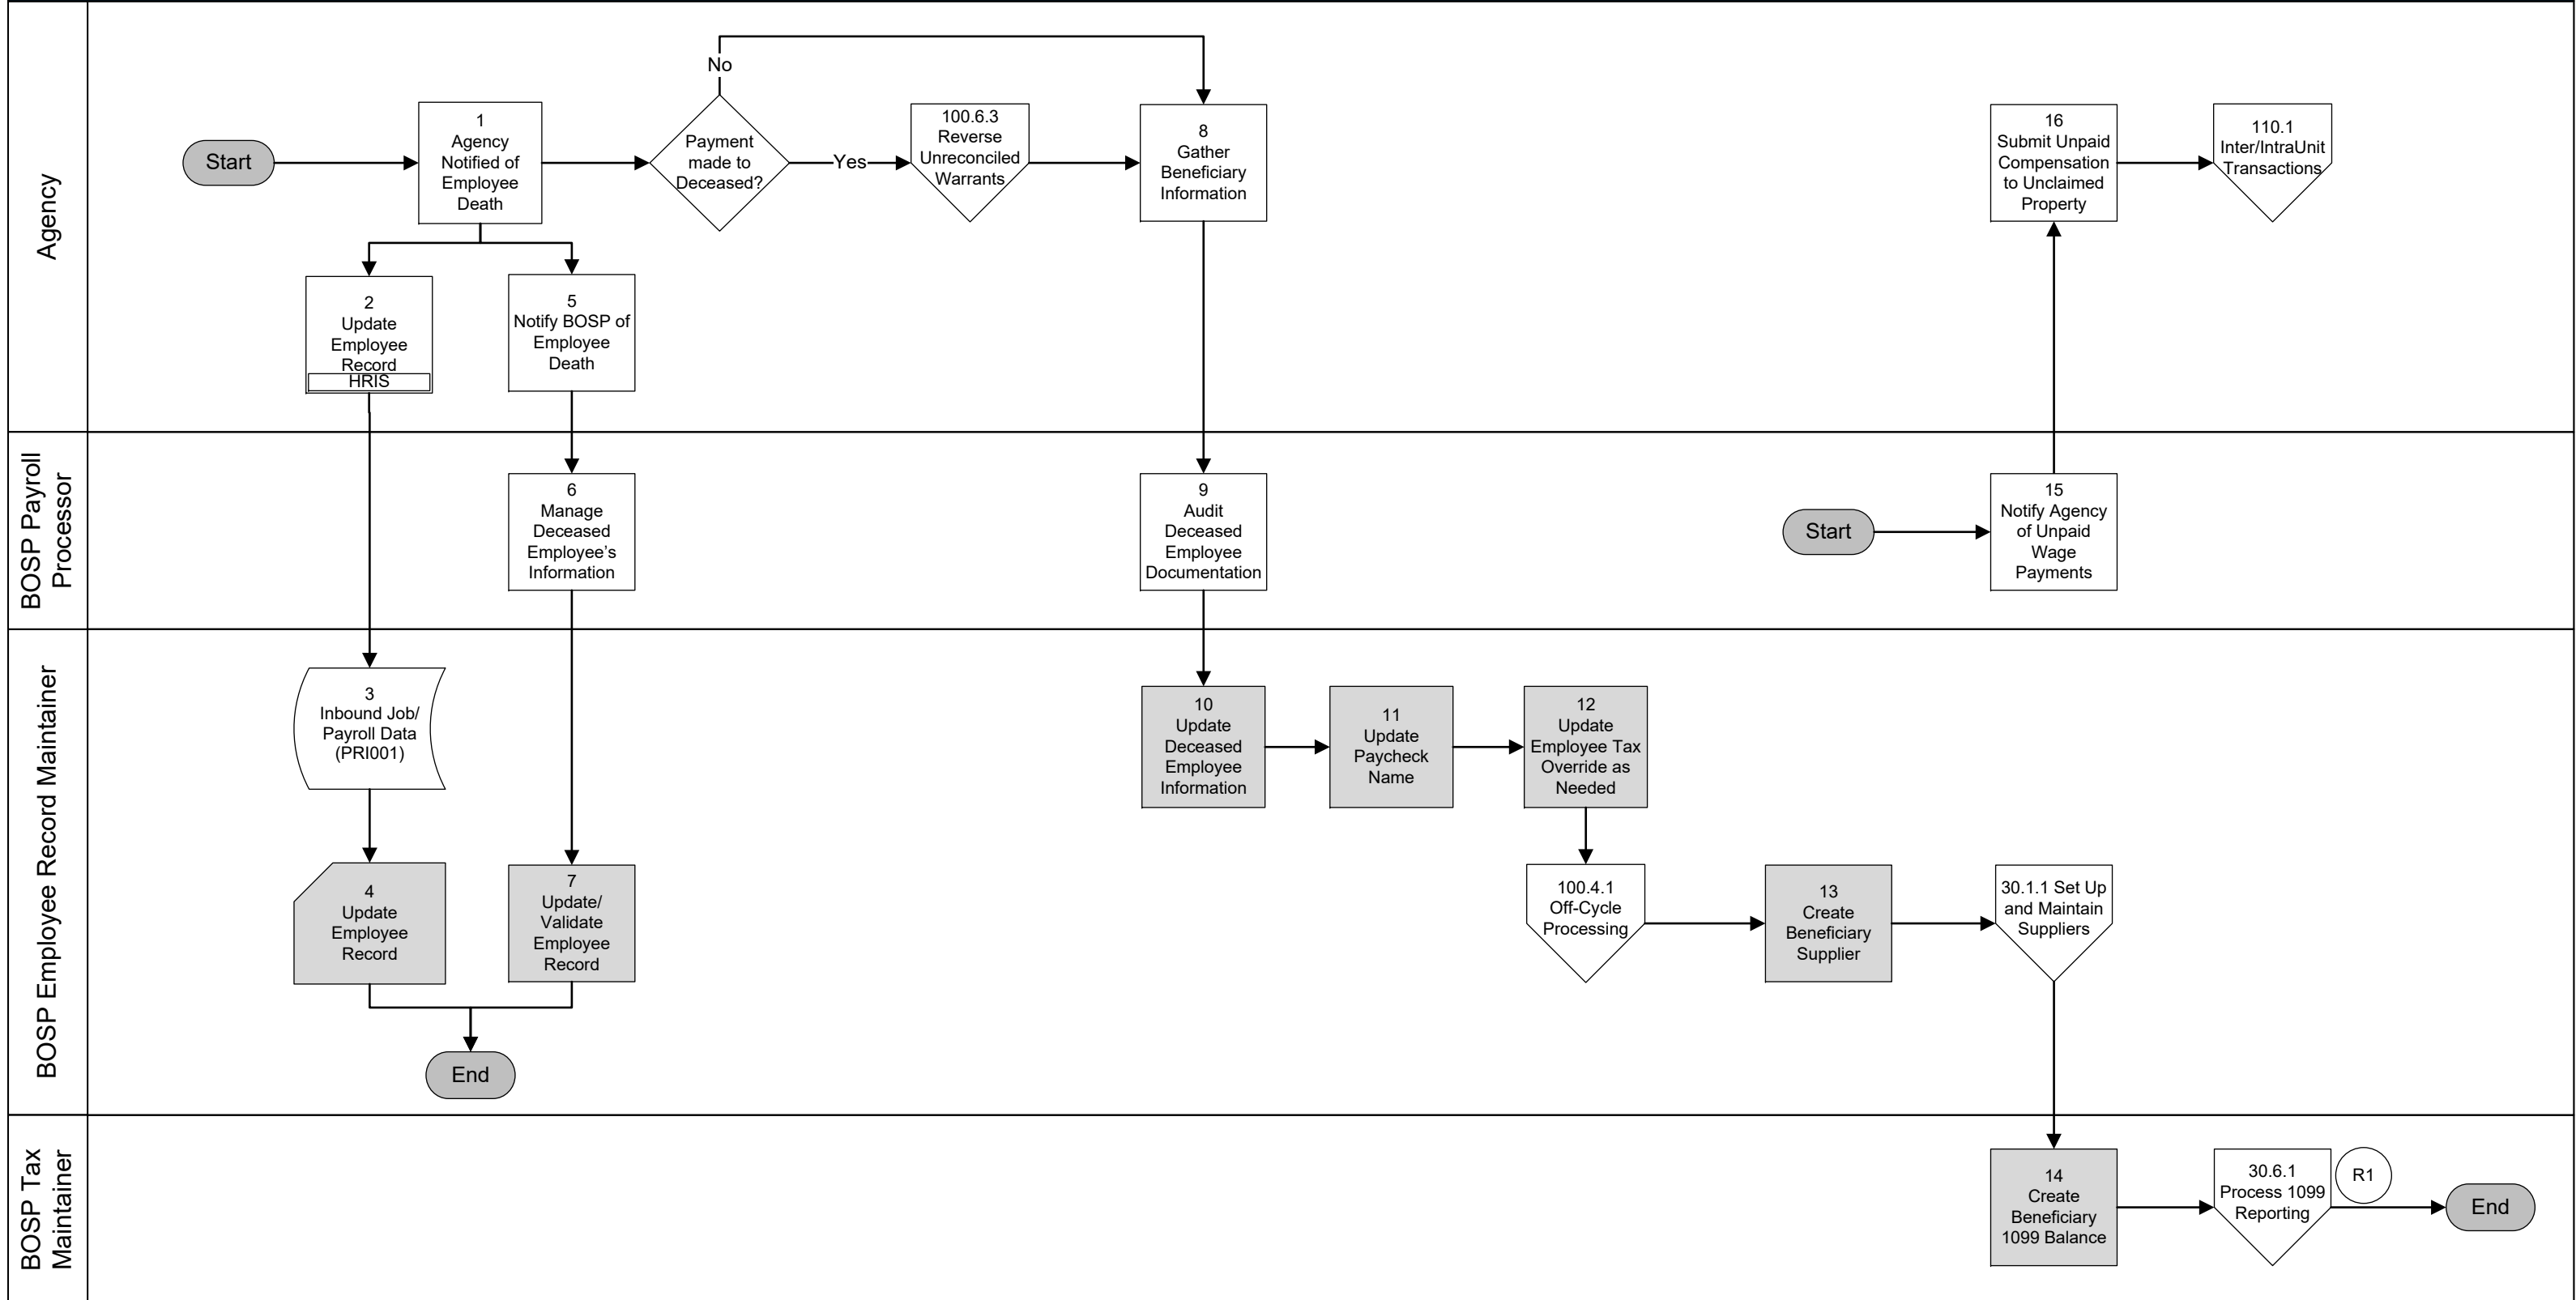 Agency
No
Start
1
Agency
Notified of
Employee
Death
Payment
made to
Deceased?
Yes
100.6.3
Reverse
Unreconciled
Warrants
8
Gather
Beneficiary
Information
16
Submit Unpaid
Compensation
to Unclaimed
Property
110.1
Inter/IntraUnit
Transactions
2
Update
Employee
Record
HRIS
5
Notify BOSP of
Employee
Death
BOSP Payroll
Processor
6
Manage
Deceased
Employee’s
Information
9
Audit
Deceased
Employee
Documentation
Start
15
Notify Agency
of Unpaid
Wage
Payments
BOSP Employee Record Maintainer
3
Inbound Job/
Payroll Data
(PRI001)
10
Update
Deceased
Employee
Information
11
Update
Paycheck
Name
12
Update
Employee Tax
Override as
Needed
4
Update
Employee
Record
7
Update/
Validate
Employee
Record
100.4.1
Off-Cycle
Processing
13
Create
Beneficiary
Supplier
30.1.1 Set Up
and Maintain
Suppliers
End
BOSP Tax
Maintainer
14
Create
Beneficiary
1099 Balance
30.6.1
Process 1099
Reporting
R1
End